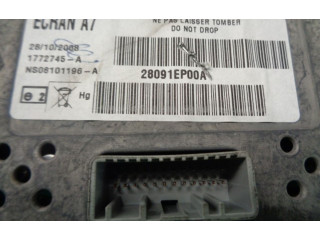 ECRAN A7
NE PAS LAISSER TOMBER
DO NOT DROP
28/10/2008
1772745-A
NS08101196-A
28091EP00A
Hg